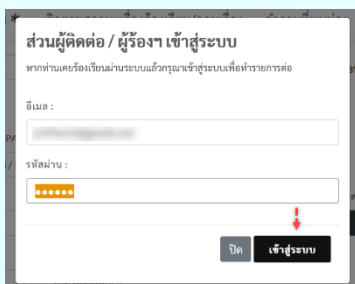 ส่วนผู้ติดต่อ / ผู้ร้องฯ เข้าสู่ระบบ
หากท่านเคยร้องเรียนผ่านระบบแล้วกรุณาเข้าสู่ระบบเพื่อทำรายการต่อ
อีเมล :
รหัสผ่าน :
ปิด
เข้าสู่ระบบ